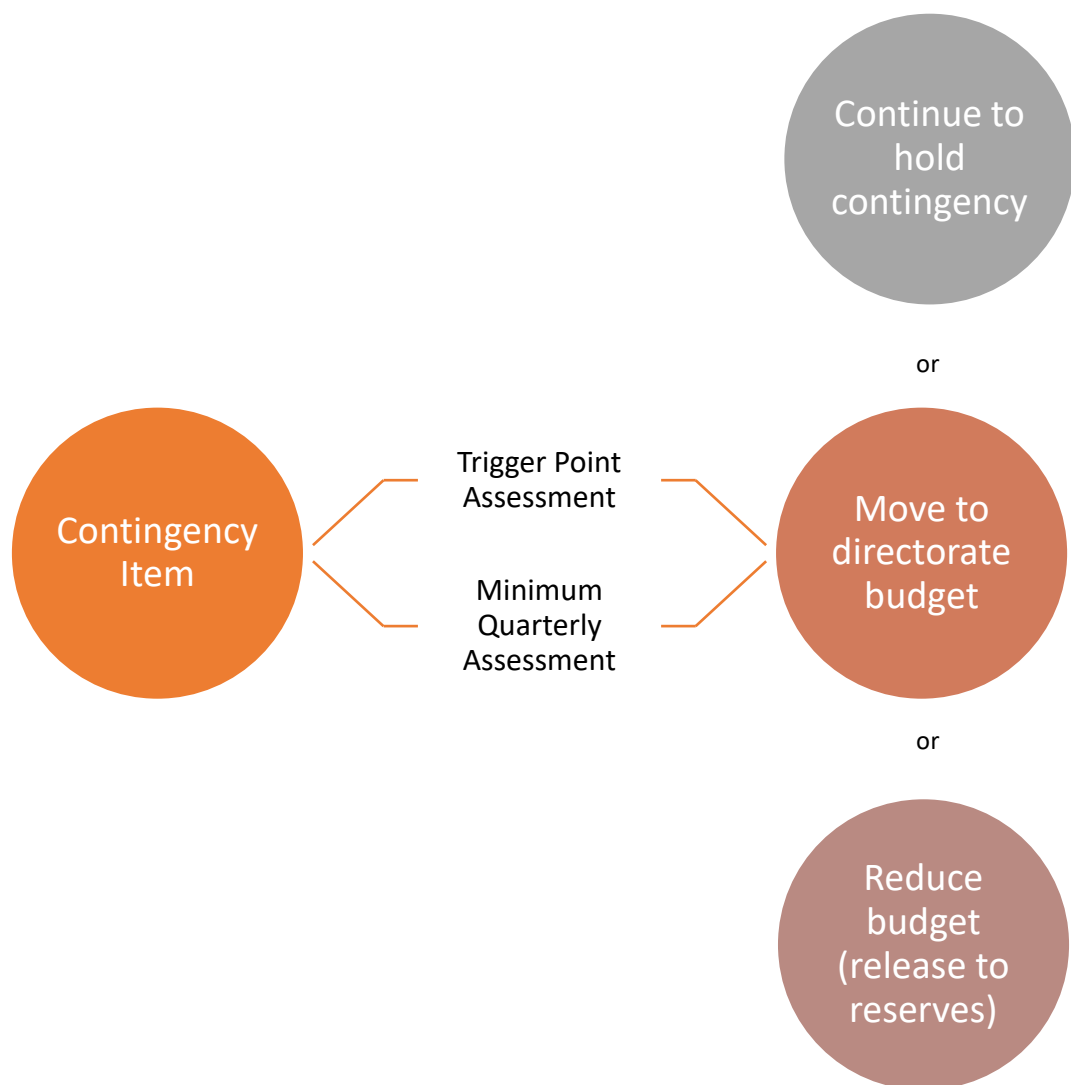 Contingency
Item
Trigger Point
Assessment
Minimum
Quarterly
Assessment
Continue to
hold
contingency
or
Move to
directorate
budget
or
Reduce
budget
(release to
reserves)